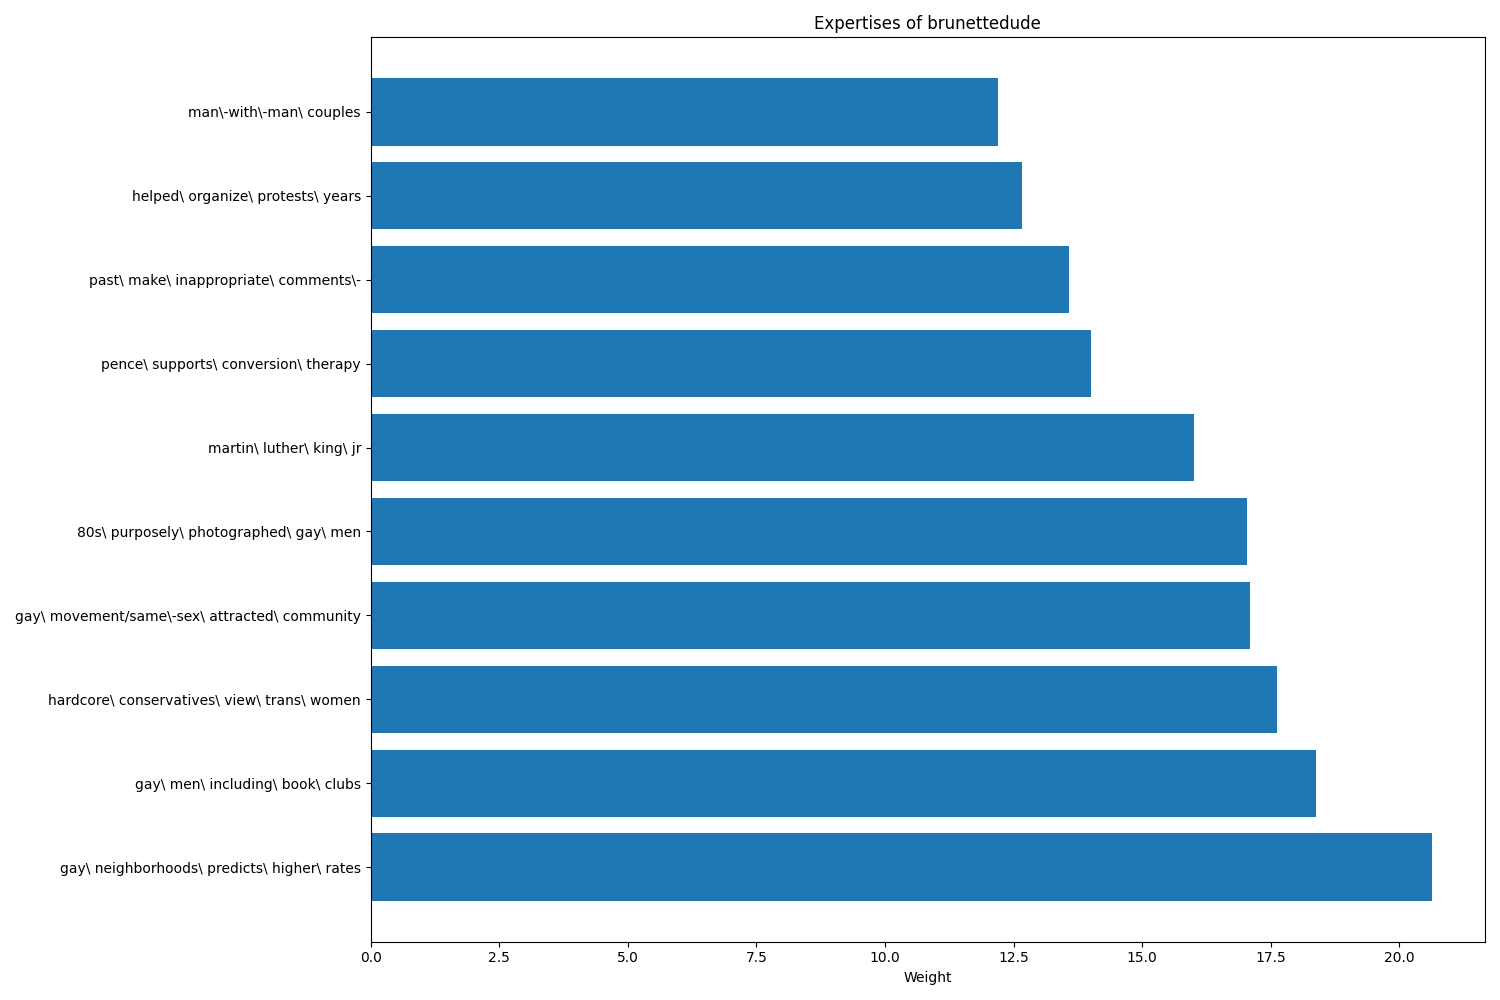 Expertises of brunettedude
man\-with\-man\ couples
helped\ organize\ protests\ years
past\ make\ inappropriate\ comments\-
pence\ supports\ conversion\ therapy
martin\ luther\ king\ jr
80s\ purposely\ photographed\ gay\ men
gay\ movement/same\-sex\ attracted\ community
hardcore\ conservatives\ view\ trans\ women
gay\ men\ including\ book\ clubs
gay\ neighborhoods\ predicts\ higher\ rates
0.0 2.5 5.0 7.5 10.0 12.5 15.0 17.5 20.0
Weight